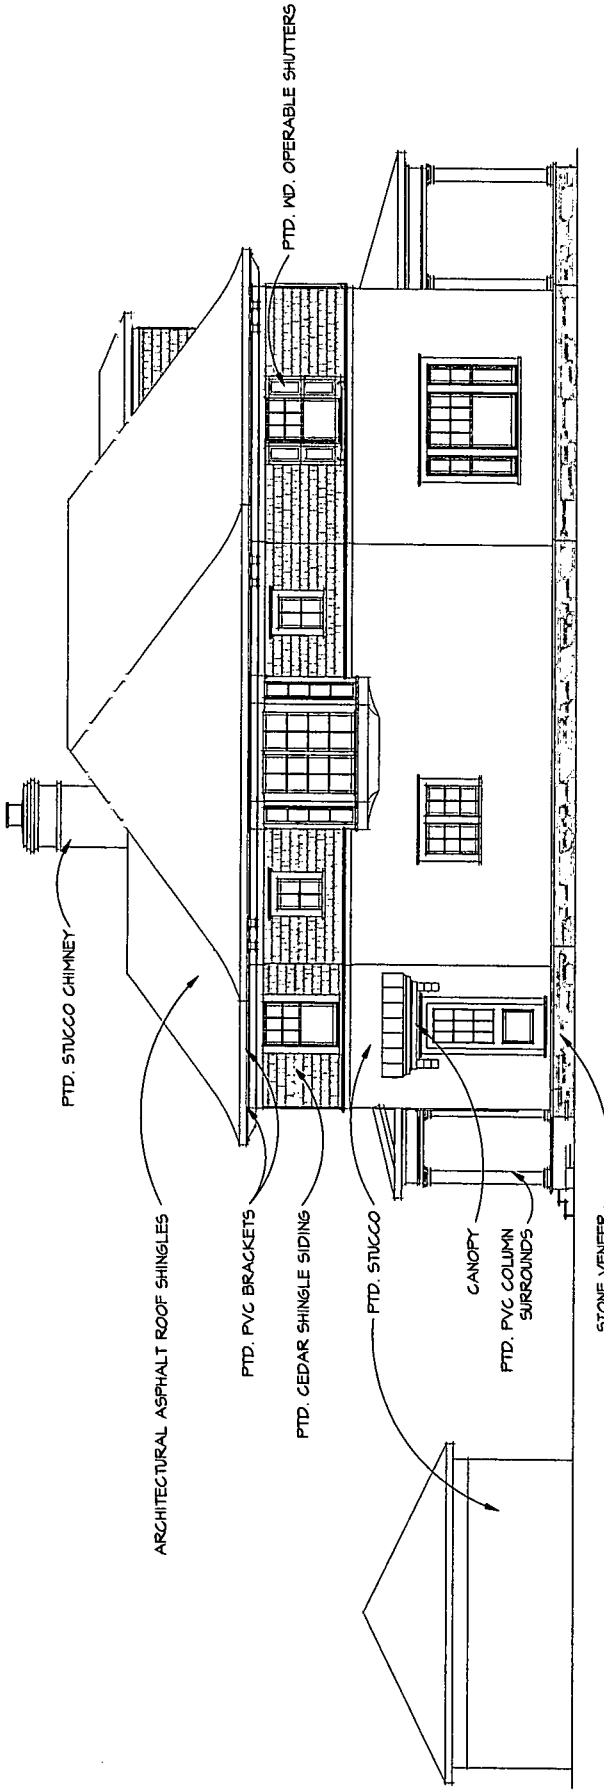 PTD. STUCCO CHIMNEY
ARCHITECTURAL ASPHALT ROOF SHINGLES
PTD. PVC BRACKETS
PTD. CEDAR SHINGLE SIDING
PTD. STUCCO
CANOPY
PTD. PVC COLUMN
SURROUNDS
STONE VENEER
PTD. WD. OPERABLE SHUTTERS